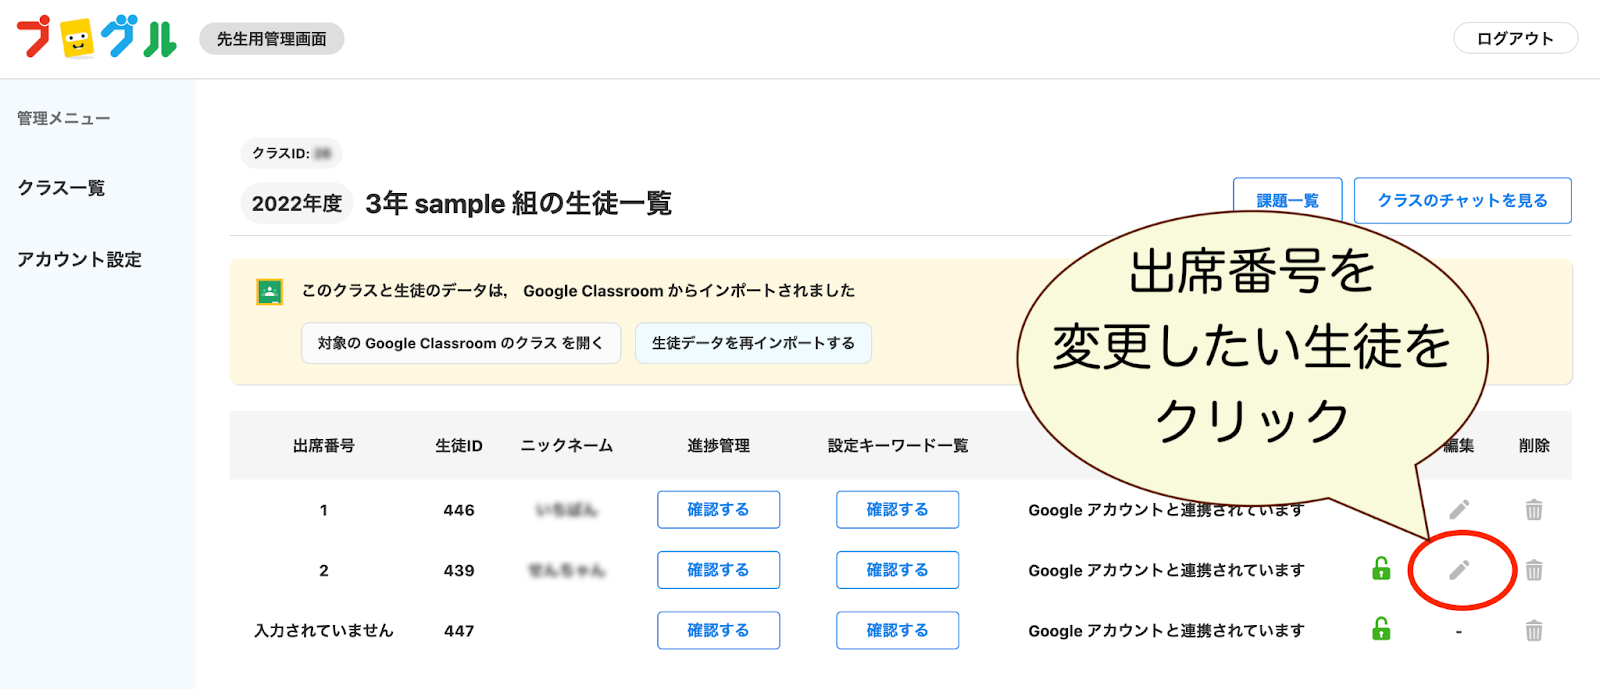 プログル 先生用管理画面 ログアウト
管理メニュー
クラス一覧
アカウント設定
クラスID:
2022年度 3年 sample 組の生徒一覧
課題一覧 クラスのチャットを見る
このクラスと生徒のデータは， Google Classroom からインポートされました
対象の Google Classroom のクラス を開く 生徒データを再インポートする
出席番号を
変更したい生徒を
クリック
出席番号 生徒ID ニックネーム 進捗管理 設定キーワード一覧 編集 削除
1 446 確認する 確認する Google アカウントと連携されています
2 439 確認する 確認する Google アカウントと連携されています
入力されていません 447 確認する 確認する Google アカウントと連携されています -